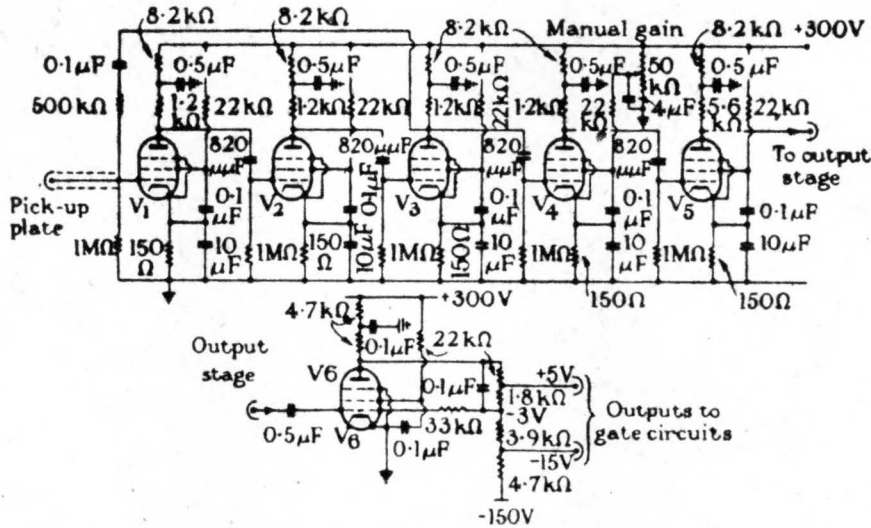 8.2kΩ
8.2kΩ
8.2kΩ
Manual gain
8.2kΩ +300V
0.1μF
0.5μF
0.5μF
0.5μF
0.5μF
50
kΩ
0.5μF
500kΩ
1.2
kΩ
22kΩ
1.2kΩ
22kΩ
1.2kΩ
22kΩ
1.2kΩ
22
kΩ
4μF
5.6
kΩ
22kΩ
820
μμF
820μμF
820
μμF
820
μμF
To output
stage
Pick-up
plate
V1
V2
V3
V4
V5
0.1
μF
0.1μF
0.1
μF
0.1
μF
0.1μF
1MΩ
150
Ω
10
μF
1MΩ
150
Ω
10μF
1MΩ
150Ω
10
μF
1MΩ
10
μF
1MΩ
10μF
150Ω
150Ω
+300V
4.7kΩ
Output
stage
0.1μF
22kΩ
V6
0.1μF
+5V
1.8kΩ
-3V
Outputs to
gate circuits
0.5μF
V6
33kΩ
0.1μF
3.9kΩ
-15V
4.7kΩ
-150V